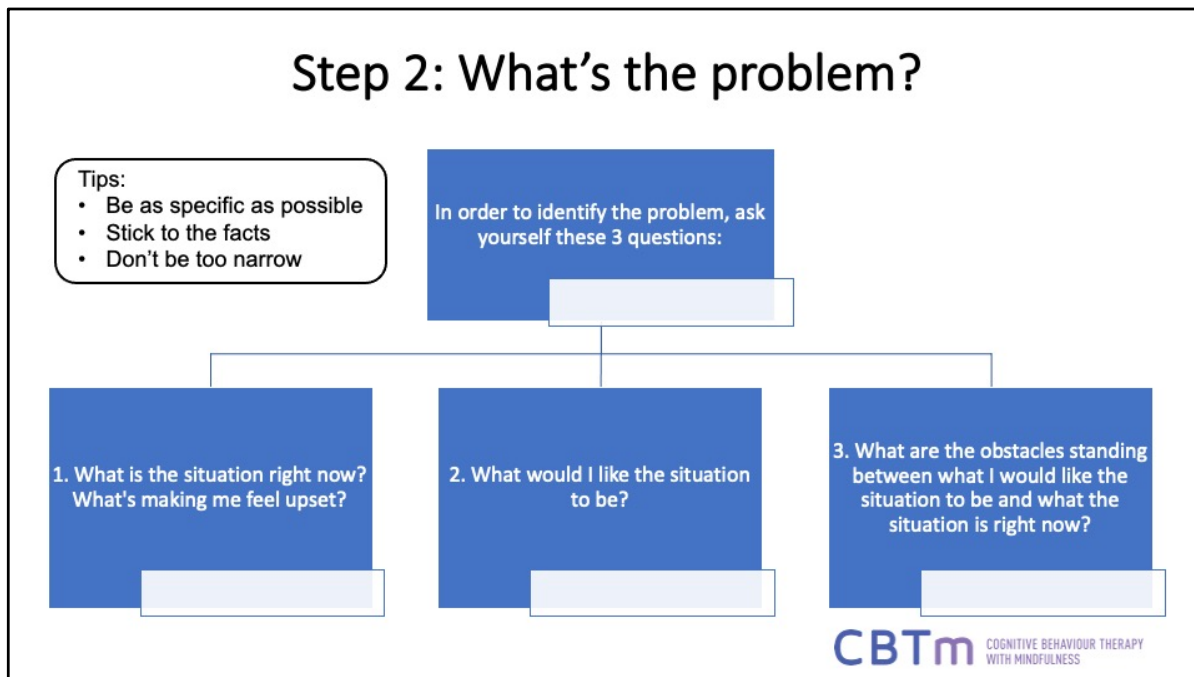 Step 2: What's the problem?
Tips:
• Be as specific as possible
• Stick to the facts
• Don't be too narrow
In order to identify the problem, ask
yourself these 3 questions:
1. What is the situation right now?
What's making me feel upset?
2. What would I like the situation
to be?
3. What are the obstacles standing
between what I would like the
situation to be and what the
situation is right now?
CBTm
COGNITIVE BEHAVIOUR THERAPY
WITH MINDFULNESS